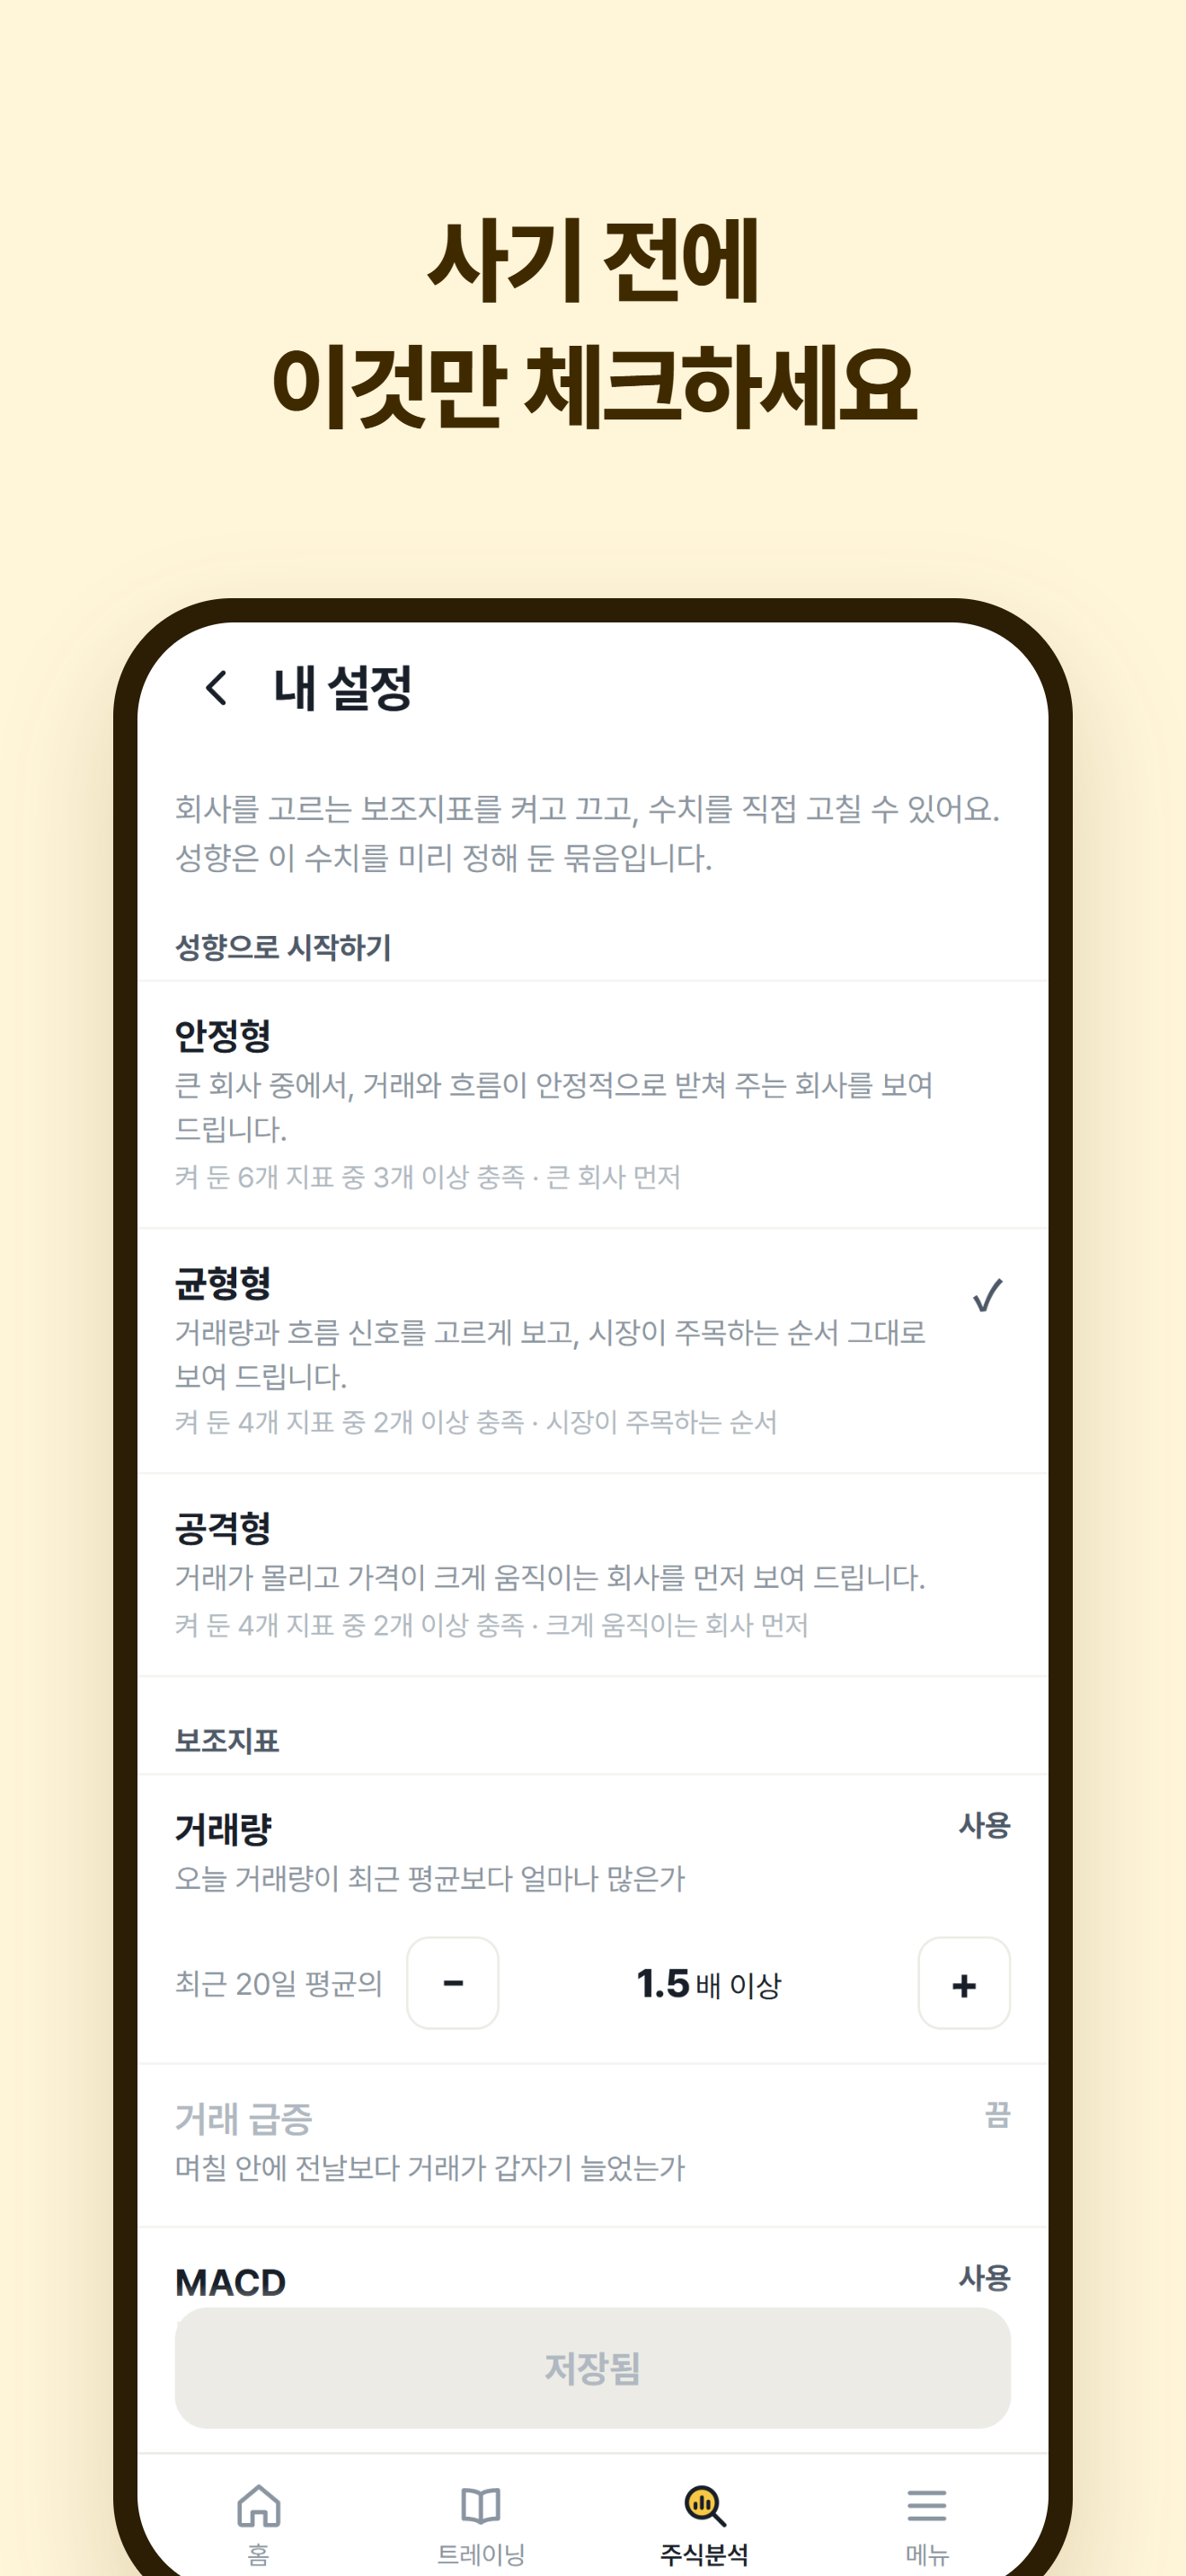 사기 전에
이것만 체크하세요
내 설정
회사를 고르는 보조지표를 켜고 끄고, 수치를 직접 고칠 수 있어요.
성향은 이 수치를 미리 정해 둔 묶음입니다.
성향으로 시작하기
안정형
큰 회사 중에서, 거래와 흐름이 안정적으로 받쳐 주는 회사를 보여
드립니다.
켜 둔 6개 지표 중 3개 이상 충족 · 큰 회사 먼저
균형형
거래량과 흐름 신호를 고르게 보고, 시장이 주목하는 순서 그대로
보여 드립니다.
켜 둔 4개 지표 중 2개 이상 충족 · 시장이 주목하는 순서
공격형
거래가 몰리고 가격이 크게 움직이는 회사를 먼저 보여 드립니다.
켜 둔 4개 지표 중 2개 이상 충족 · 크게 움직이는 회사 먼저
보조지표
거래량 사용
오늘 거래량이 최근 평균보다 얼마나 많은가
최근 20일 평균의 − 1.5 배 이상 +
거래 급증 끔
며칠 안에 전날보다 거래가 갑자기 늘었는가
MACD 사용
저장됨
홈 트레이닝 주식분석 메뉴